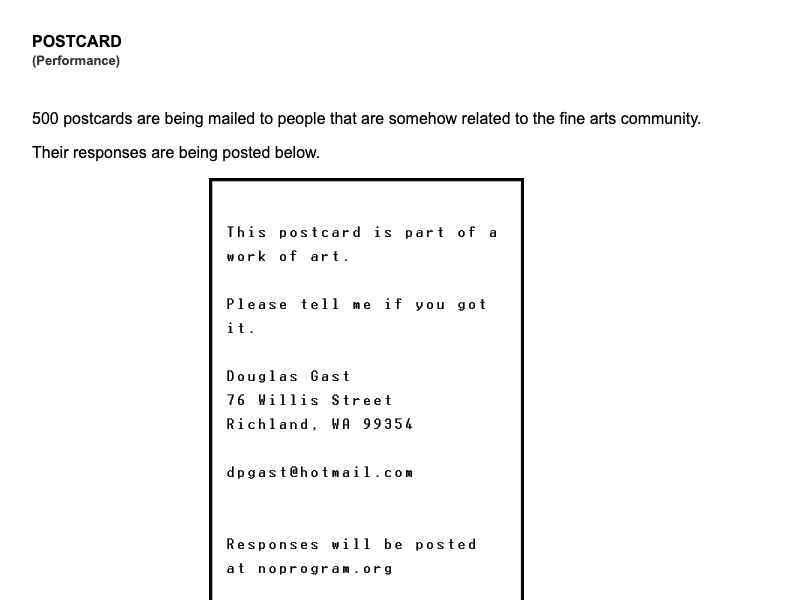 POSTCARD
(Performance)
500 postcards are being mailed to people that are somehow related to the fine arts community.
Their responses are being posted below.
This postcard is part of a
work of art.
Please tell me if you got
it.
Douglas Gast
76 Willis Street
Richland, WA 99354
dpgast@hotmail.com
Responses will be posted
at noprogram.org